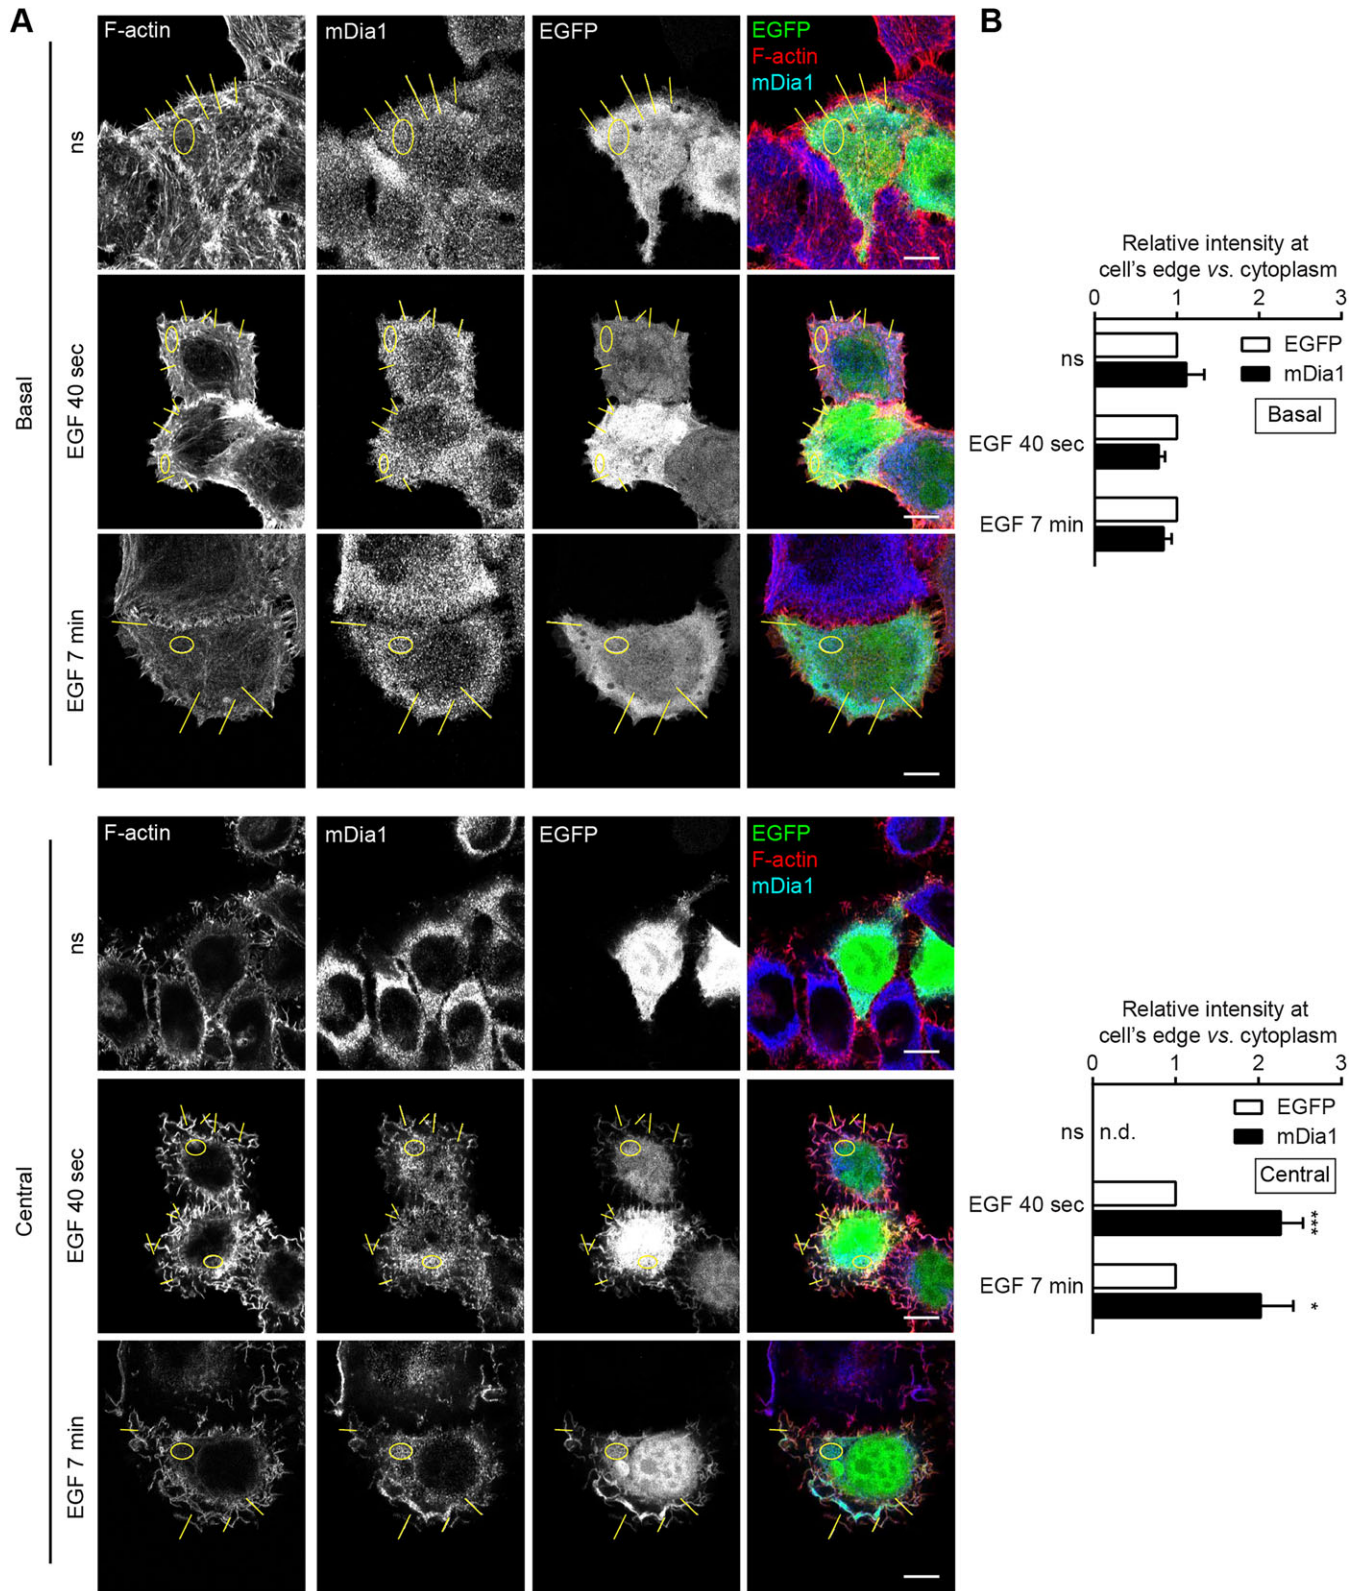 A
B
F-actin
mDia1
EGFP
EGFP
F-actin
mDia1
Basal
ns
EGF 40 sec
EGF 7 min
Relative intensity at
cell's edge vs. cytoplasm
0 1 2 3
ns
EGF 40 sec
EGF 7 min
EGFP
mDia1
Basal
F-actin
mDia1
EGFP
EGFP
F-actin
mDia1
Central
ns
EGF 40 sec
EGF 7 min
Relative intensity at
cell's edge vs. cytoplasm
0 1 2 3
ns n.d.
EGF 40 sec
***
EGF 7 min
*
EGFP
mDia1
Central